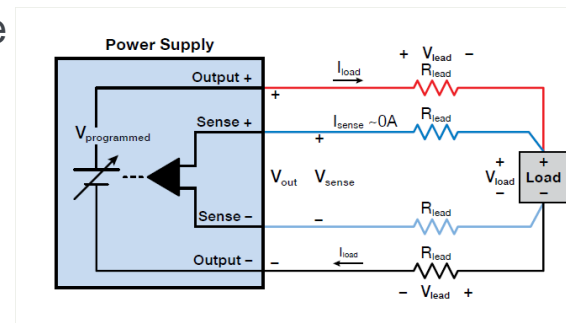 e
Power Supply
Output +
Sense +
Vprogrammed
Sense –
Output –
+ Vlead –
Iload
Rlead
+
Isense ~0A
Rlead
+
Vout Vsense
+
Vload
–
+
Load
–
–
Rlead
–
Iload
Rlead
– Vlead +